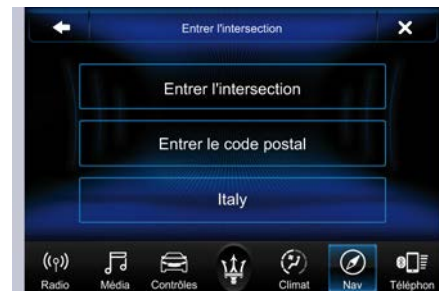 Entrer l'intersection
Entrer l'intersection
Entrer le code postal
Italy
Radio Média Contrôles Climat Nav Téléphon